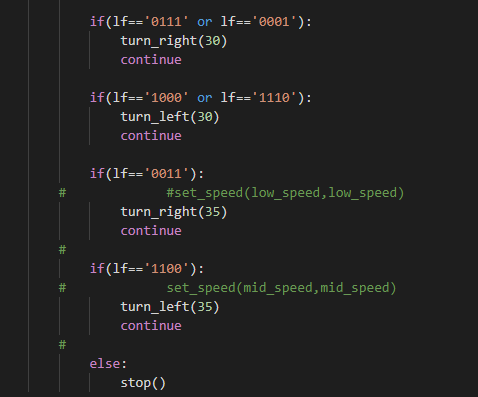 if(lf=='0111' or lf=='0001'):
turn_right(30)
continue
if(lf=='1000' or lf=='1110'):
turn_left(30)
continue
if(lf=='0011'):
# #set_speed(low_speed,low_speed)
turn_right(35)
continue
#
if(lf=='1100'):
# set_speed(mid_speed,mid_speed)
turn_left(35)
continue
#
else:
stop()